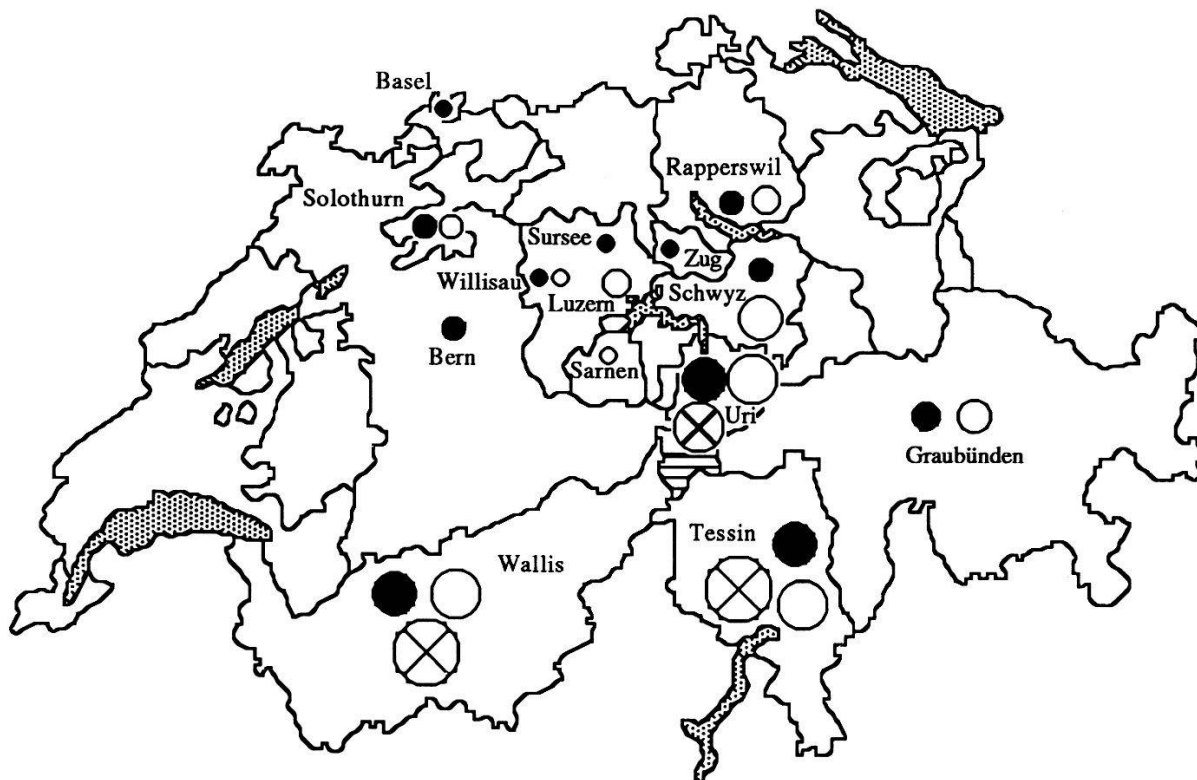 Basel
Rapperswil
Solothurn
Sursee
Zug
Willisau
Schwyz
Luzern
Bern
Sarnen
Uri
Graubünden
Tessin
Wallis